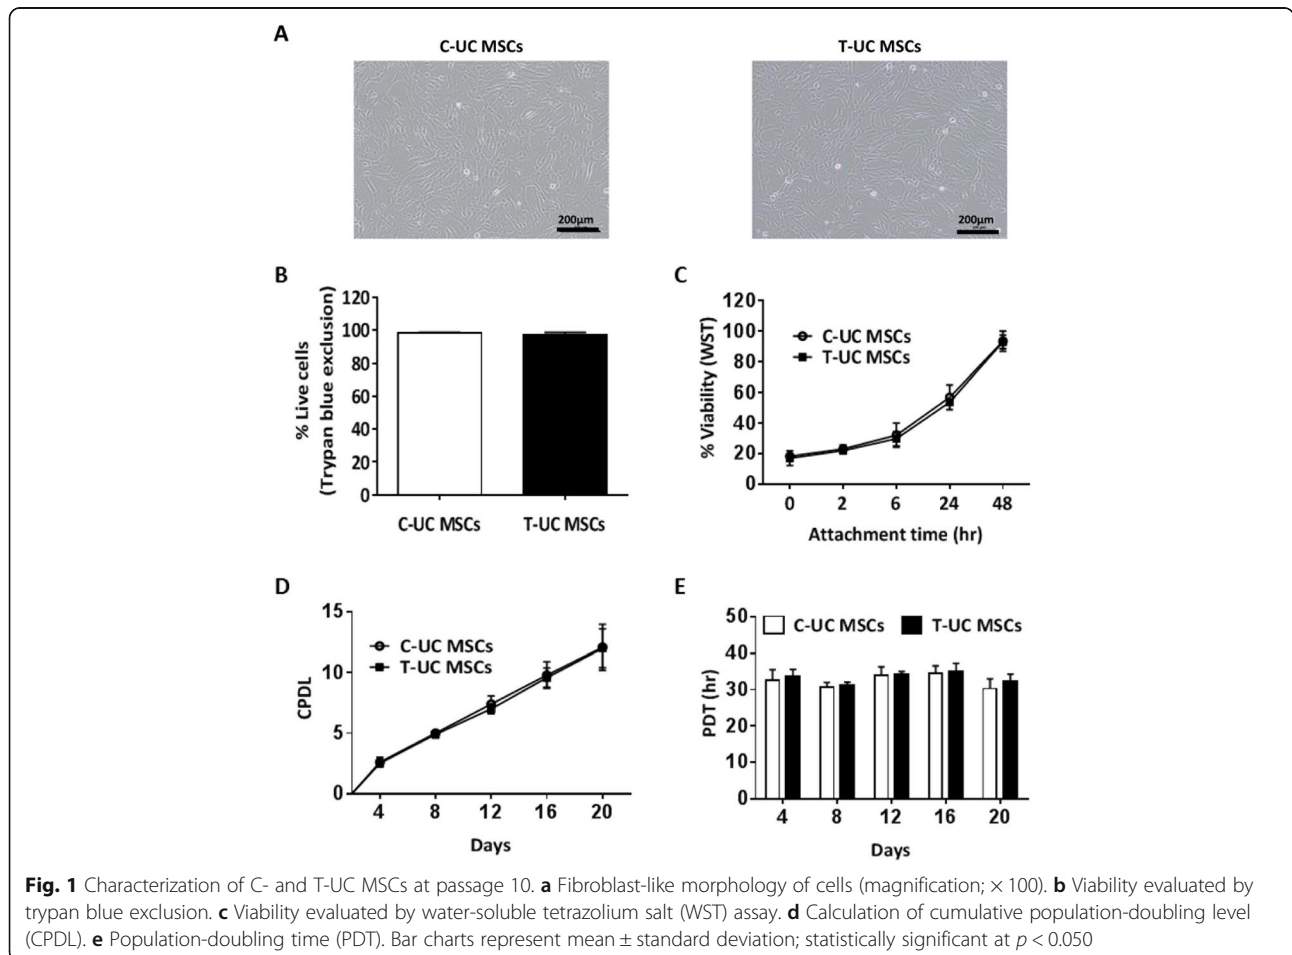 A
C-UC MSCs
T-UC MSCs
200µm
200µm
B
% Live cells
(Trypan blue exclusion)
120
100
80
60
40
20
0
C-UC MSCs
T-UC MSCs
C
% Viability (WST)
120
100
80
60
40
20
0
C-UC MSCs
T-UC MSCs
0 2 6 24 48
Attachment time (hr)
D
CPDL
15
10
5
0
C-UC MSCs
T-UC MSCs
4 8 12 16 20
Days
E
PDT (hr)
50
40
30
20
10
0
C-UC MSCs T-UC MSCs
4 8 12 16 20
Days
Fig. 1 Characterization of C- and T-UC MSCs at passage 10. a Fibroblast-like morphology of cells (magnification; × 100). b Viability evaluated by
trypan blue exclusion. c Viability evaluated by water-soluble tetrazolium salt (WST) assay. d Calculation of cumulative population-doubling level
(CPDL). e Population-doubling time (PDT). Bar charts represent mean ± standard deviation; statistically significant at p < 0.050